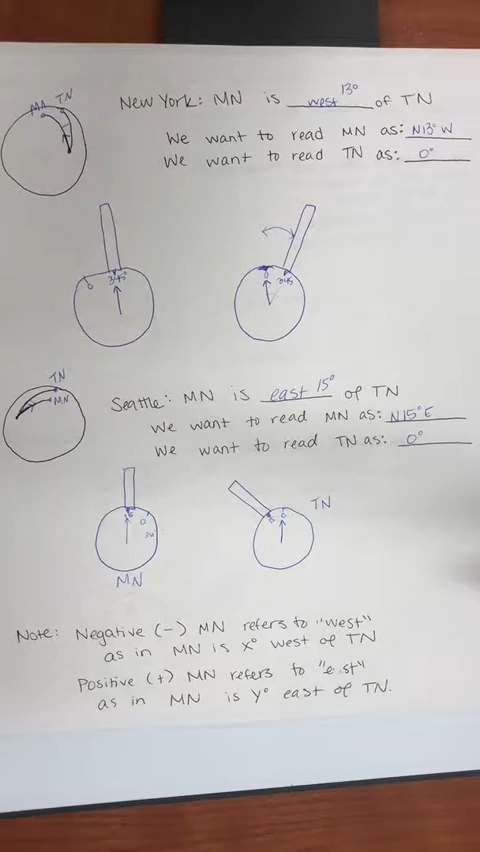 MN TN
13°
New York: MN is west of TN
We want to read MN as: N13°W
We want to read TN as: 0°
0
0
TN
MN
15°
Seattle: MN is east of TN
We want to read MN as: N15°E
We want to read TN as: 0°
TN
0
0
MN
Note: Negative (-) MN refers to "west"
as in MN is x° west of TN
Positive (+) MN refers to "east"
as in MN is y° east of TN.